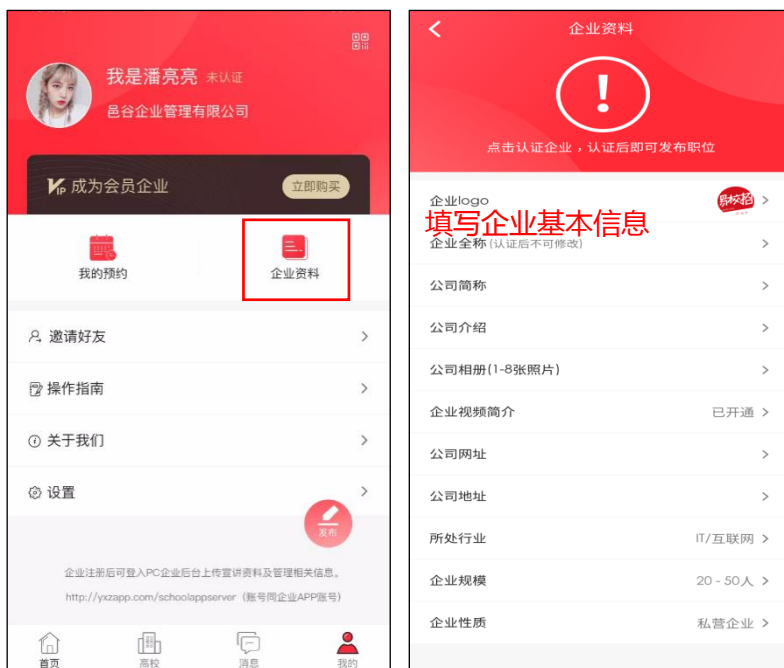 我是潘亮亮 未认证
邑谷企业管理有限公司
VIP 成为会员企业 立即购买
我的预约 企业资料
邀请好友
操作指南
关于我们
设置
发布
企业注册后可登入PC企业后台上传宣讲资料及管理相关信息。
http://yxzapp.com/schoolappserver（账号同企业APP账号）
首页 高校 消息 我的
企业资料
!
点击认证企业，认证后即可发布职位
企业logo 易校招
填写企业基本信息
企业全称(认证后不可修改)
公司简称
公司介绍
公司相册(1-8张照片)
企业视频简介 已开通
公司网址
公司地址
所处行业 IT/互联网
企业规模 20 - 50人
企业性质 私营企业